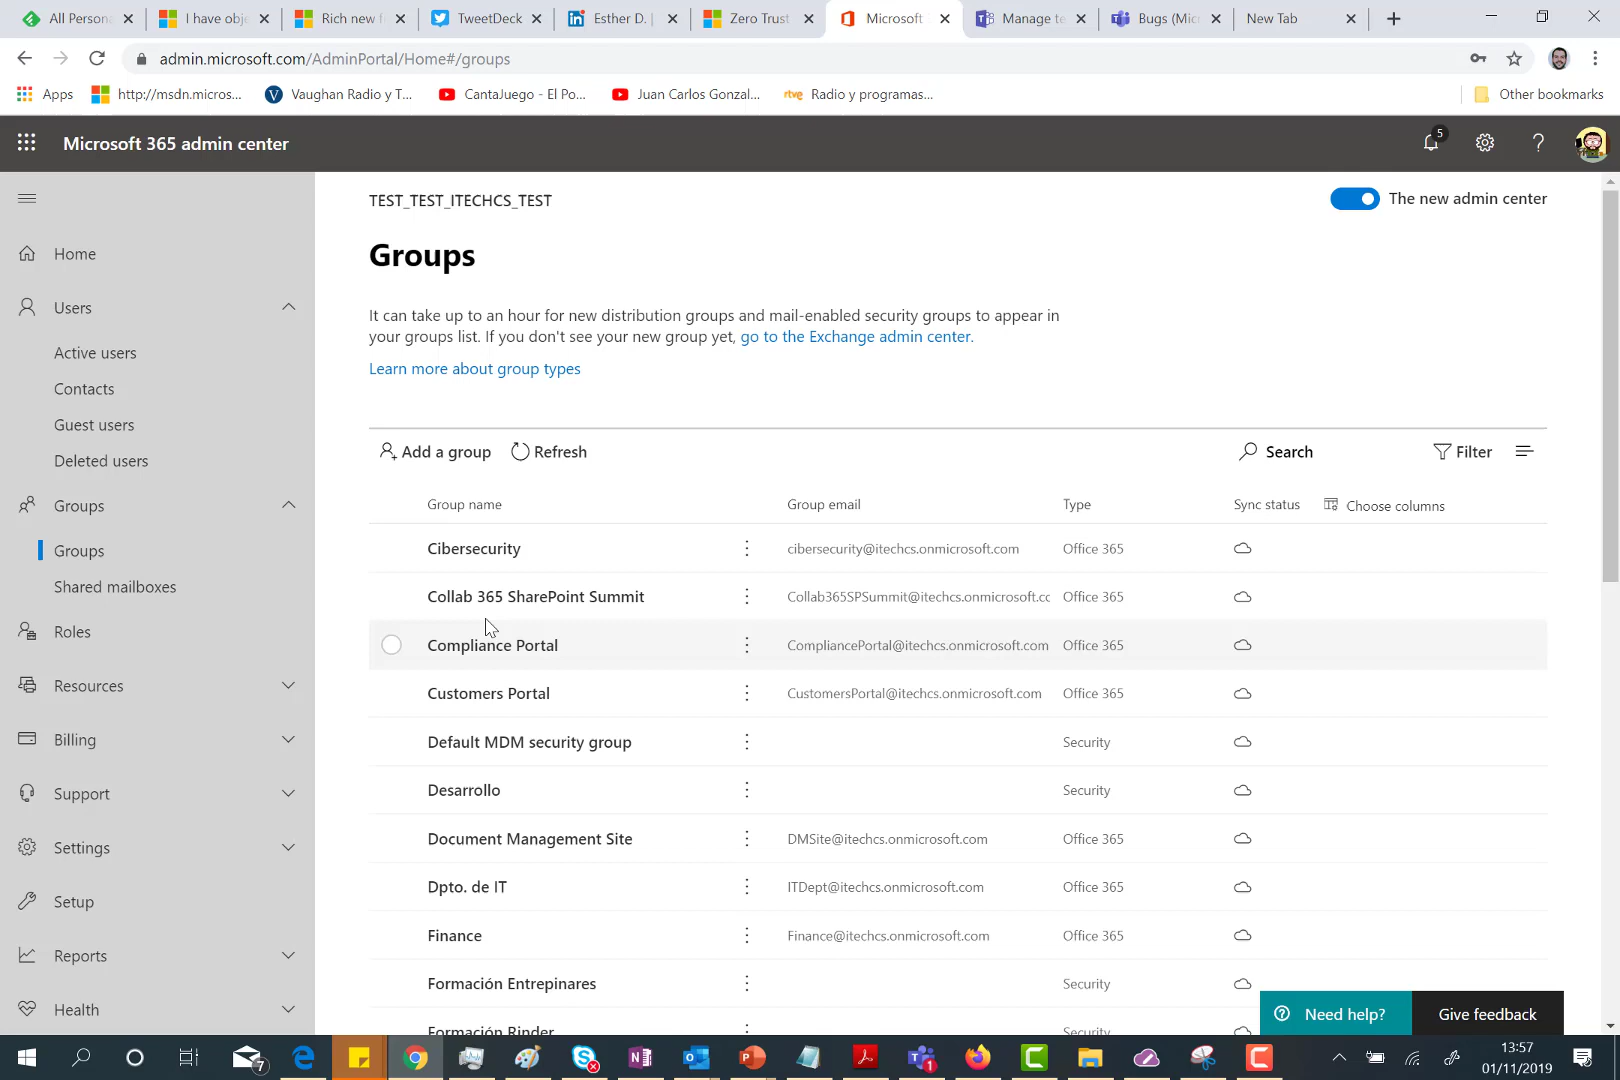 All Persona
I have obje
Rich new f
TweetDeck
Esther D. |
Zero Trust
Microsoft
Manage te
Bugs (Mic
New Tab
admin.microsoft.com/AdminPortal/Home#/groups
Apps
http://msdn.micros...
Vaughan Radio y T...
CantaJuego - El Po...
Juan Carlos Gonzal...
rtve Radio y programas...
Other bookmarks
Microsoft 365 admin center
5
TEST_TEST_ITECHCS_TEST
The new admin center
Groups
It can take up to an hour for new distribution groups and mail-enabled security groups to appear in
your groups list. If you don't see your new group yet, go to the Exchange admin center.
Learn more about group types
Home
Users
Active users
Contacts
Guest users
Deleted users
Groups
Groups
Shared mailboxes
Roles
Resources
Billing
Support
Settings
Setup
Reports
Health
Add a group
Refresh
Search
Filter
Group name Group email Type Sync status Choose columns
Cibersecurity cibersecurity@itechcs.onmicrosoft.com Office 365
Collab 365 SharePoint Summit Collab365SPSummit@itechcs.onmicrosoft.cc Office 365
Compliance Portal CompliancePortal@itechcs.onmicrosoft.com Office 365
Customers Portal CustomersPortal@itechcs.onmicrosoft.com Office 365
Default MDM security group Security
Desarrollo Security
Document Management Site DMSite@itechcs.onmicrosoft.com Office 365
Dpto. de IT ITDept@itechcs.onmicrosoft.com Office 365
Finance Finance@itechcs.onmicrosoft.com Office 365
Formación Entrepinares Security
Formación Rinder
Need help?
Give feedback
7
1
13:57
01/11/2019